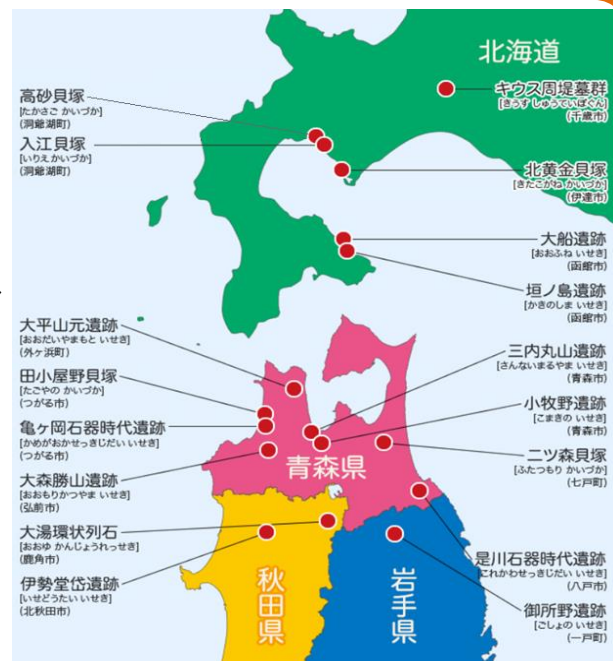 北海道
高砂貝塚
[たかさご かいづか]
(洞爺湖町)
入江貝塚
[いりえ かいづか]
(洞爺湖町)
キウス周堤墓群
[きうす しゅうていぼぐん]
(千歳市)
北黄金貝塚
[きたこがね かいづか]
(伊達市)
大船遺跡
[おおふね いせき]
(函館市)
垣ノ島遺跡
[かきのしま いせき]
(函館市)
大平山元遺跡
[おおだいやまもと いせき]
(外ヶ浜町)
田小屋野貝塚
[たごやの かいづか]
(つがる市)
亀ヶ岡石器時代遺跡
[かめがおかせっきじだい いせき]
(つがる市)
大森勝山遺跡
[おおもりかつやま いせき]
(弘前市)
大湯環状列石
[おおゆ かんじょうれっせき]
(鹿角市)
伊勢堂岱遺跡
[いせどうたい いせき]
(北秋田市)
三内丸山遺跡
[さんないまるやま いせき]
(青森市)
小牧野遺跡
[こまきの いせき]
(青森市)
二ツ森貝塚
[ふたつもり かいづか]
(七戸町)
是川石器時代遺跡
[これかわせっきじだい いせき]
(八戸市)
御所野遺跡
[ごしょの いせき]
(一戸町)
青森県
秋田県
岩手県